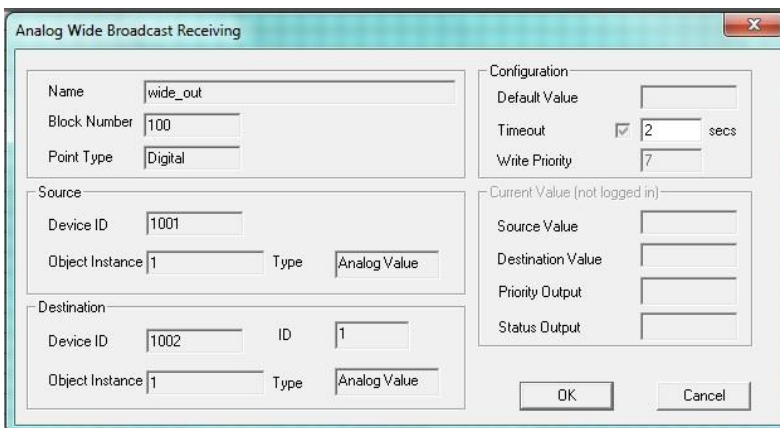 Analog Wide Broadcast Receiving
Name wide_out
Block Number 100
Point Type Digital
Source
Device ID 1001
Object Instance 1 Type Analog Value
Destination
Device ID 1002 ID 1
Object Instance 1 Type Analog Value
Configuration
Default Value
Timeout 2 secs
Write Priority 7
Current Value (not logged in)
Source Value
Destination Value
Priority Output
Status Output
OK Cancel